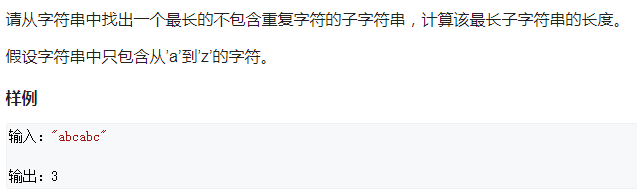 请从字符串中找出一个最长的不包含重复字符的子字符串，计算该最长子字符串的长度。
假设字符串中只包含从'a'到'z'的字符。
样例
输入："abcabc"
输出：3